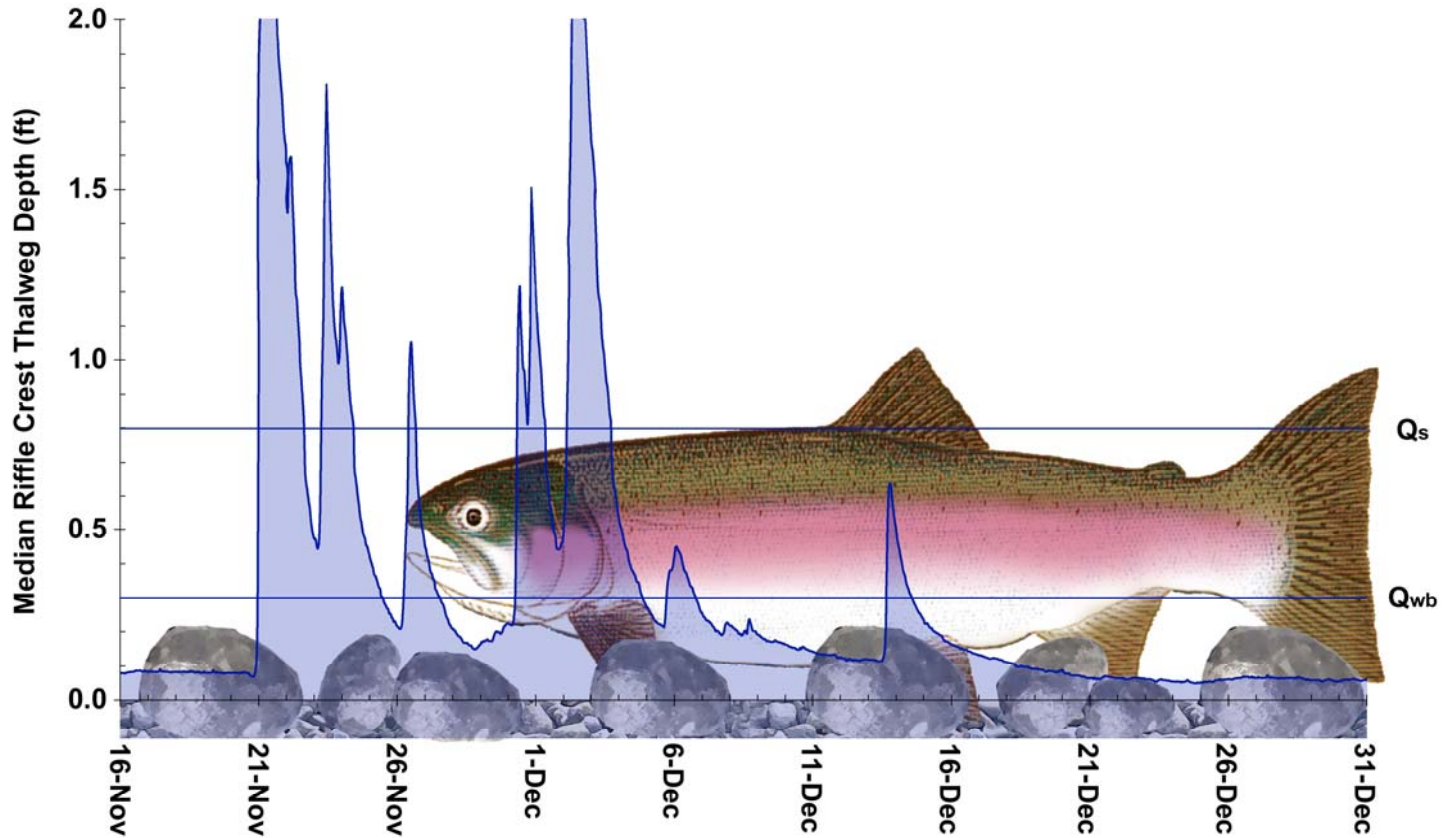 Median Riffle Crest Thalweg Depth (ft)
2.0
1.5
1.0
0.5
0.0
Qs
Qwb
16-Nov
21-Nov
26-Nov
1-Dec
6-Dec
11-Dec
16-Dec
21-Dec
26-Dec
31-Dec